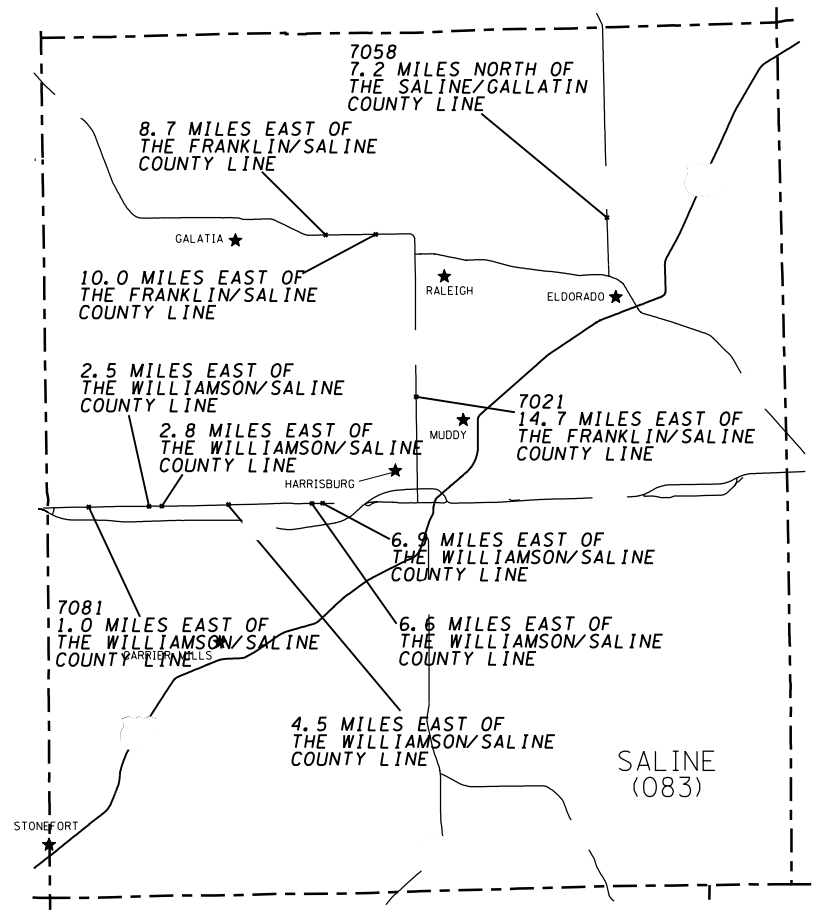 7058
7.2 MILES NORTH OF
THE SALINE/GALLATIN
COUNTY LINE
8.7 MILES EAST OF
THE FRANKLIN/SALINE
COUNTY LINE
GALATIA
10.0 MILES EAST OF
THE FRANKLIN/SALINE
COUNTY LINE
RALEIGH
ELDORADO
2.5 MILES EAST OF
THE WILLIAMSON/SALINE
COUNTY LINE
7021
14.7 MILES EAST OF
THE FRANKLIN/SALINE
COUNTY LINE
MUDDY
2.8 MILES EAST OF
THE WILLIAMSON/SALINE
COUNTY LINE
HARRISBURG
6.9 MILES EAST OF
THE WILLIAMSON/SALINE
COUNTY LINE
7081
1.0 MILES EAST OF
THE WILLIAMSON/SALINE
COUNTY LINE
CARRIER MILLS
6.6 MILES EAST OF
THE WILLIAMSON/SALINE
COUNTY LINE
4.5 MILES EAST OF
THE WILLIAMSON/SALINE
COUNTY LINE
SALINE
(083)
STONEFORT